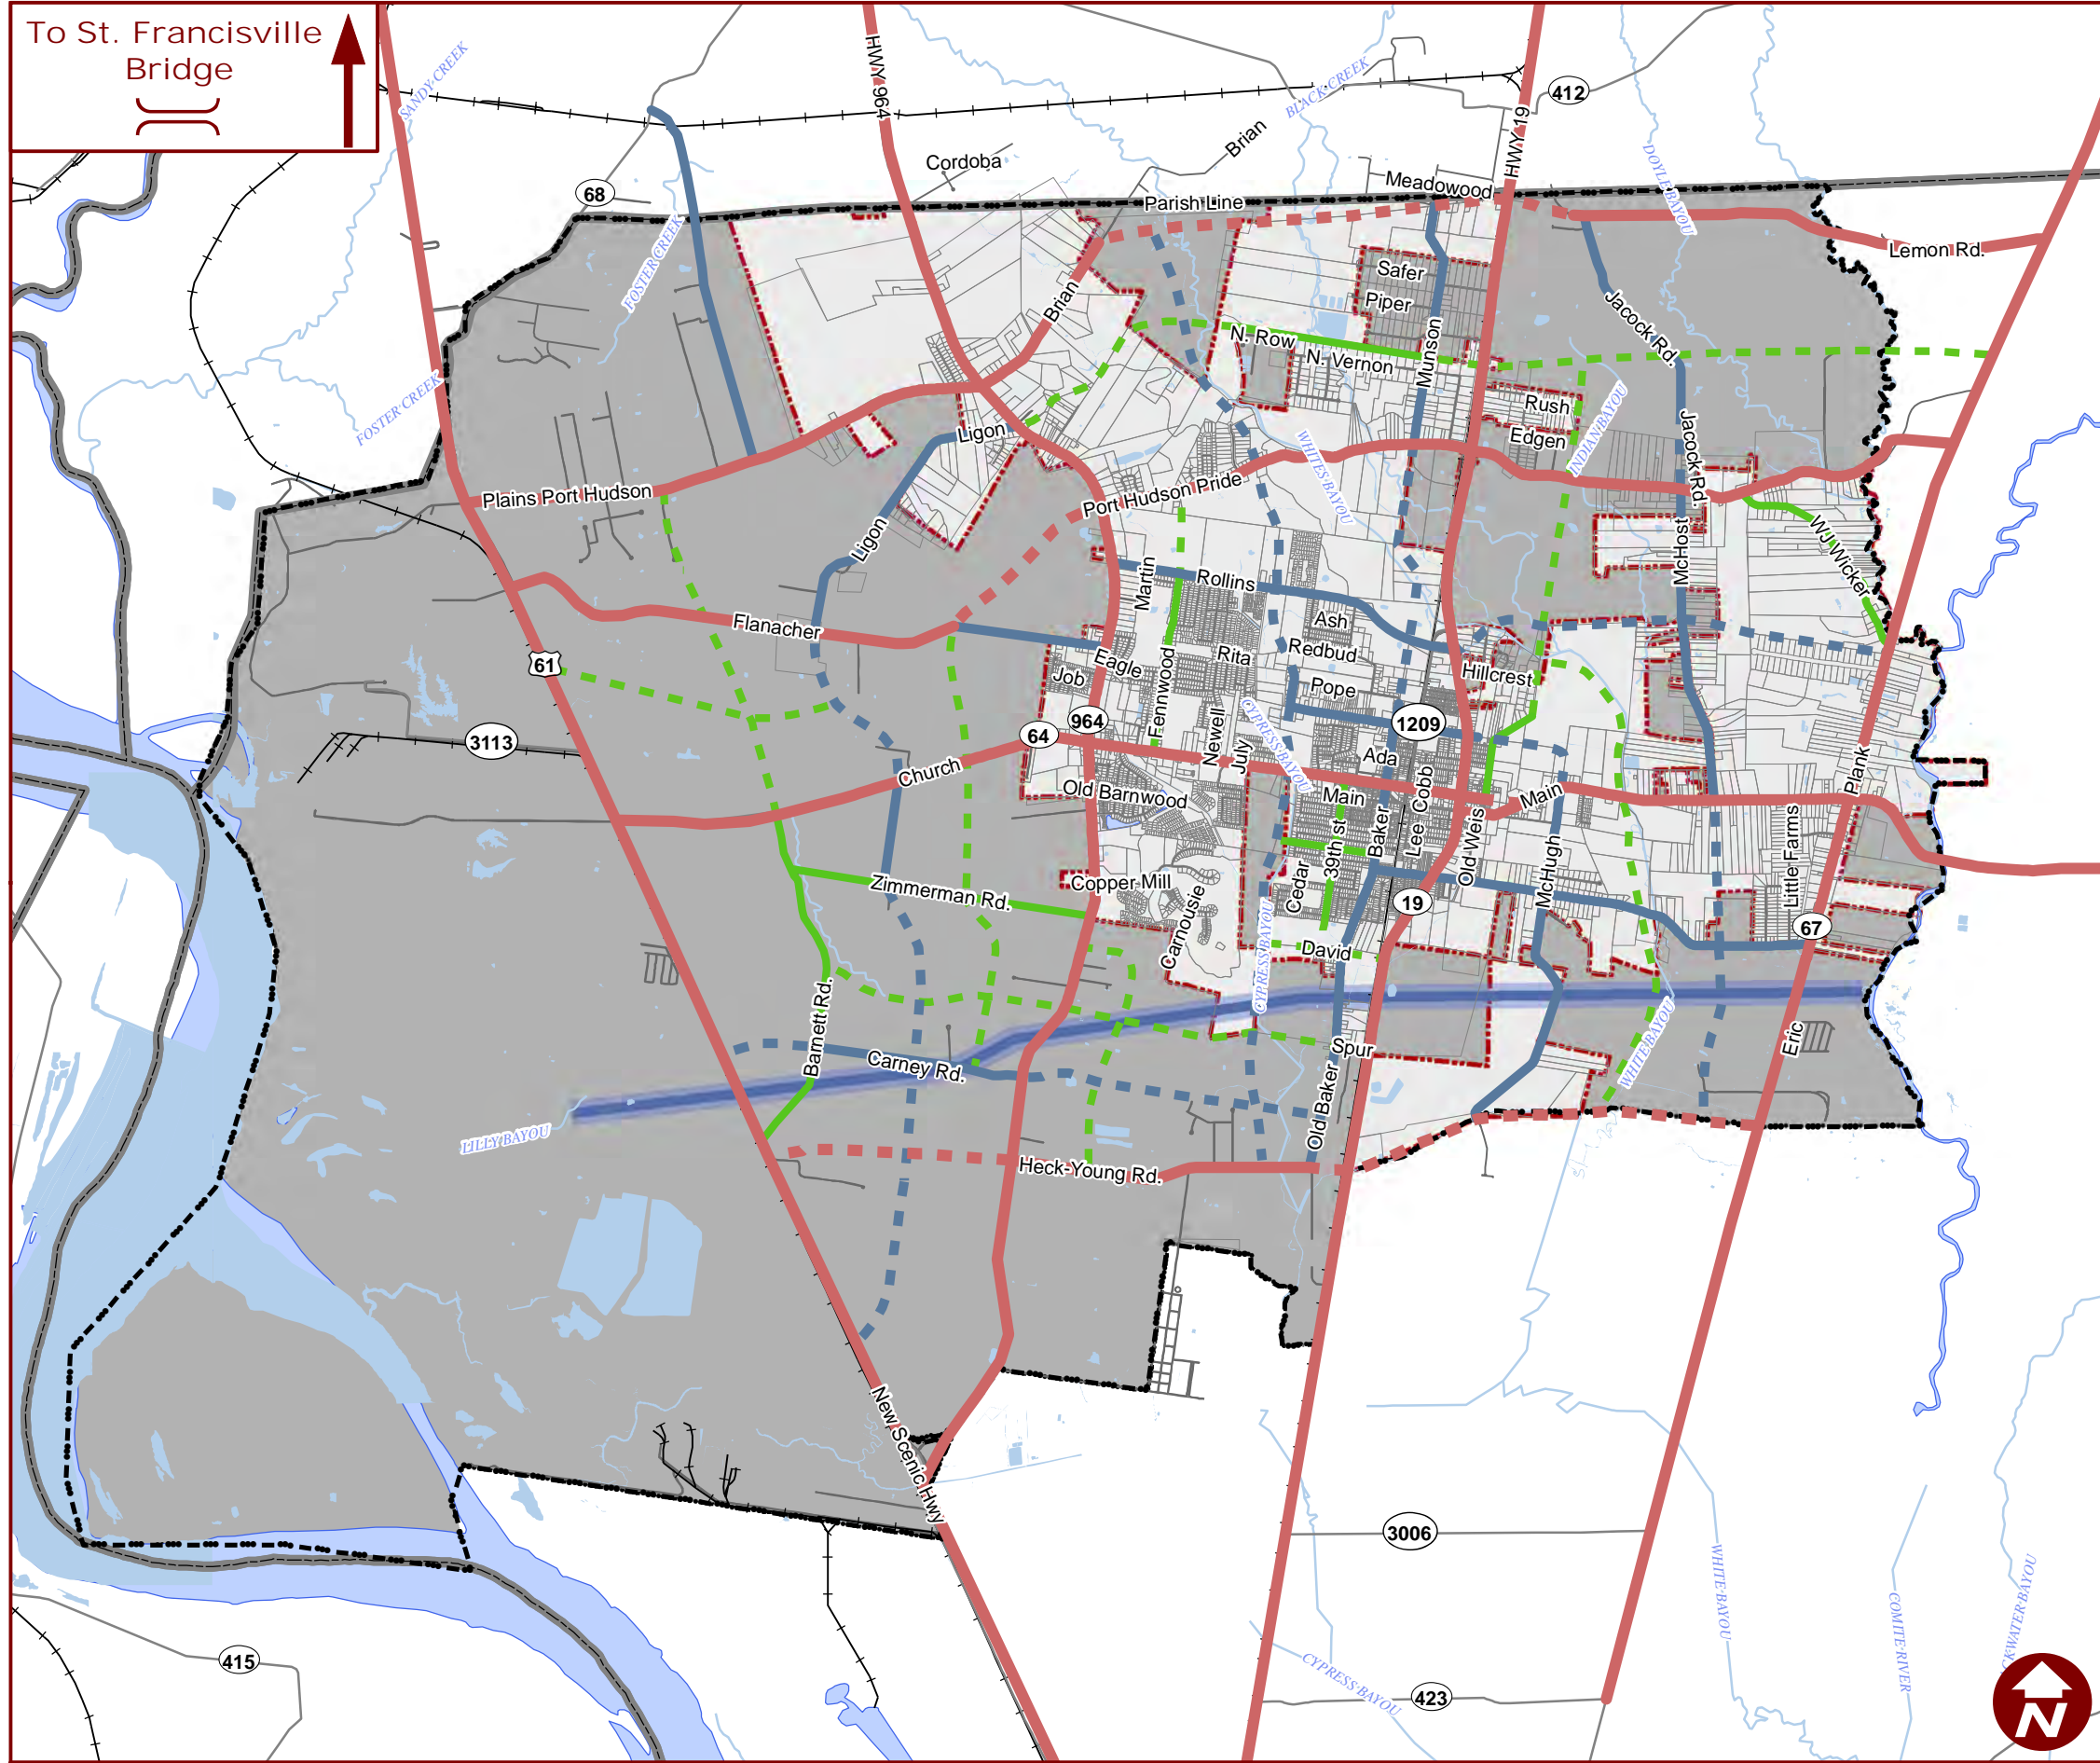 To St. Francisville
Bridge
SANDY CREEK
HWY 964
BLACK CREEK
412
HWY 19
Brian
Cordoba
DOYLE BAYOU
68
Meadowood
Parish Line
FOSTER CREEK
Lemon Rd.
Safer
Piper
Brian
Jacock Rd.
N. Row
N. Vernon
Munson
FOSTER CREEK
Rush
Edgen
INDIAN BAYOU
Ligon
WHITES BAYOU
Jacock Rd.
Plains Port Hudson
Port Hudson Pride
Ligon
McHost
WJ Wicker
Martin
Rollins
Flanacher
Ash
Redbud
Rita
Eagle
61
Job
Hillcrest
Pope
Fennwood
CYPRESS BAYOU
964
1209
64
3113
Newell
July
Ada
Church
Plank
Old Barnwood
Main
Main
Lee Cobb
Baker
39th st
Old Weis
Little Farms
Zimmerman Rd.
Copper Mill
Cedar
McHugh
19
Carnousie
67
CYPRESS BAYOU
David
Barnett Rd.
Spur
Eric
WHITE BAYOU
Carney Rd.
Old Baker
LILLY BAYOU
Heck-Young Rd.
New Scenic Hwy
3006
WHITE BAYOU
COMITE RIVER
CKWATER BAYOU
415
CYPRESS BAYOU
423
N